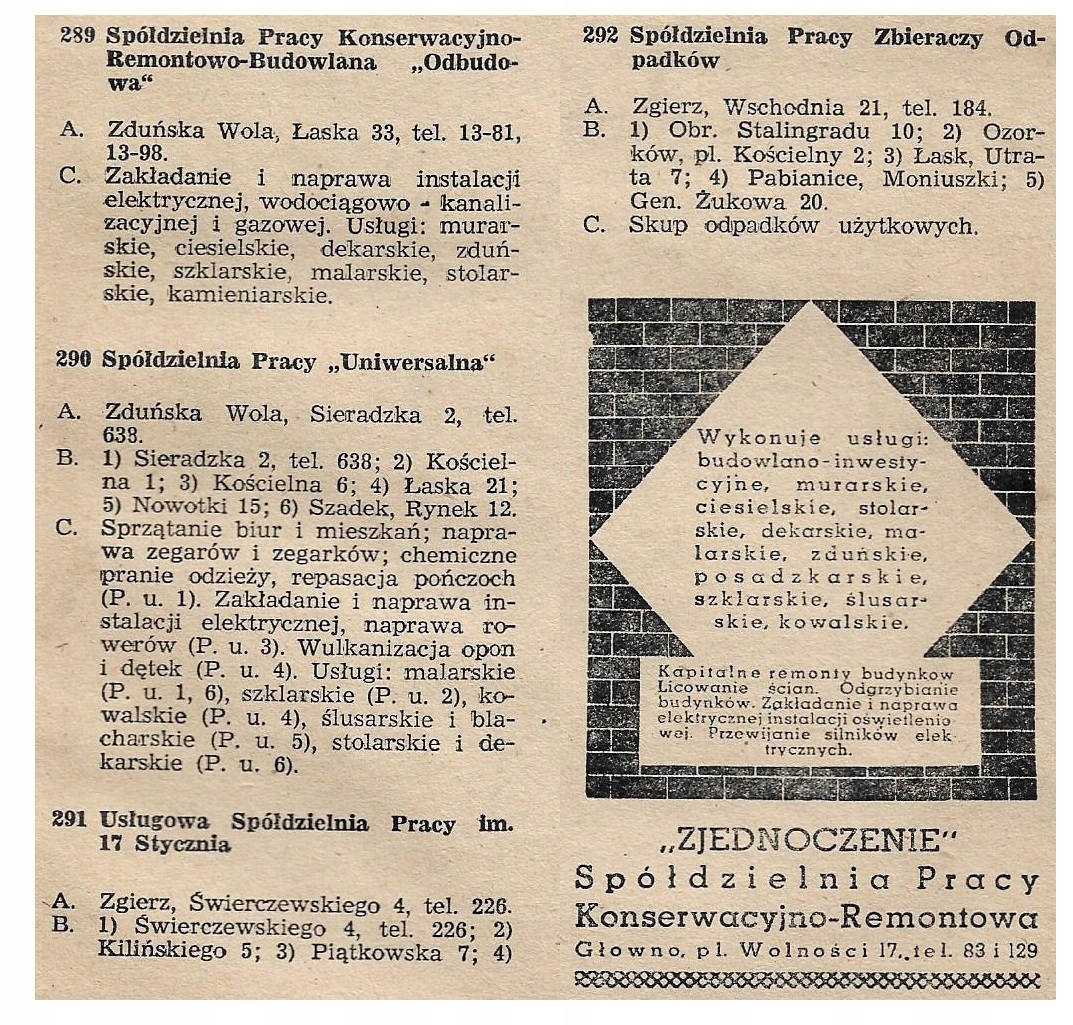 289 Spółdzielnia Pracy Konserwacyjno-
Remontowo-Budowlana „Odbudo-
wa“
A. Zduńska Wola, Łaska 33, tel. 13-81,
13-98.
C. Zakładanie i naprawa instalacji
elektrycznej, wodociągowo - kanali-
zacyjnej i gazowej. Usługi: murar-
skie, ciesielskie, dekarskie, zduń-
skie, szklarskie, malarskie, stolar-
skie, kamieniarskie.
290 Spółdzielnia Pracy „Uniwersalna“
A. Zduńska Wola, Sieradzka 2, tel.
638.
B. 1) Sieradzka 2, tel. 638; 2) Kościel-
na 1; 3) Kościelna 6; 4) Łaska 21;
5) Nowotki 15; 6) Szadek, Rynek 12.
C. Sprzątanie biur i mieszkań; napra-
wa zegarów i zegarków; chemiczne
pranie odzieży, repasacja pończoch
(P. u. 1). Zakładanie i naprawa in-
stalacji elektrycznej, naprawa ro-
werów (P. u. 3). Wulkanizacja opon
i dętek (P. u. 4). Usługi: malarskie
(P. u. 1, 6), szklarskie (P. u. 2), ko-
walskie (P. u. 4), ślusarskie i bla-
charskie (P. u. 5), stolarskie i de-
karskie (P. u. 6).
291 Usługowa Spółdzielnia Pracy im.
17 Stycznia
A. Zgierz, Świerczewskiego 4, tel. 226.
B. 1) Świerczewskiego 4, tel. 226; 2)
Kilińskiego 5; 3) Piątkowska 7; 4)
292 Spółdzielnia Pracy Zbieraczy Od-
padków
A. Zgierz, Wschodnia 21, tel. 184.
B. 1) Obr. Stalingradu 10; 2) Ozor-
ków, pl. Kościelny 2; 3) Łask, Utra-
ta 7; 4) Pabianice, Moniuszki; 5)
Gen. Żukowa 20.
C. Skup odpadków użytkowych.
Wykonuje usługi:
budowlano-inwesty-
cyjne, murarskie,
ciesielskie, stolar-
skie, dekarskie, ma-
larskie, zduńskie,
posadzkarskie,
szklarskie, ślusar-
skie, kowalskie.
Kapitalne remonty budynkow
Licowanie ścian. Odgrzybianie
budynków. Zakładanie i naprawa
elektrycznej instalacji oświetlenio
wej. Przewijanie silników elek
trycznych.
„ZJEDNOCZENIE“
Spółdzielnia Pracy
Konserwacyjno-Remontowa
Głowno, pl. Wolności 17, tel. 83 i 129